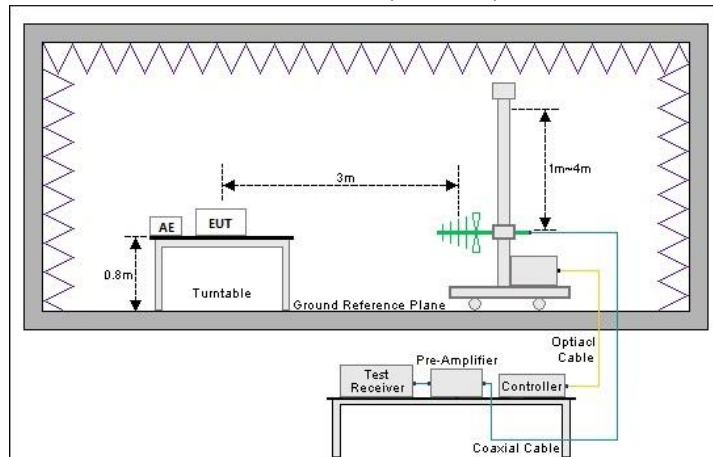 3m
1m~4m
AE
EUT
0.8m
Turntable
Ground Reference Plane
Optiacl
Cable
Pre-Amplifier
Test
Receiver
Controller
Coaxial Cable